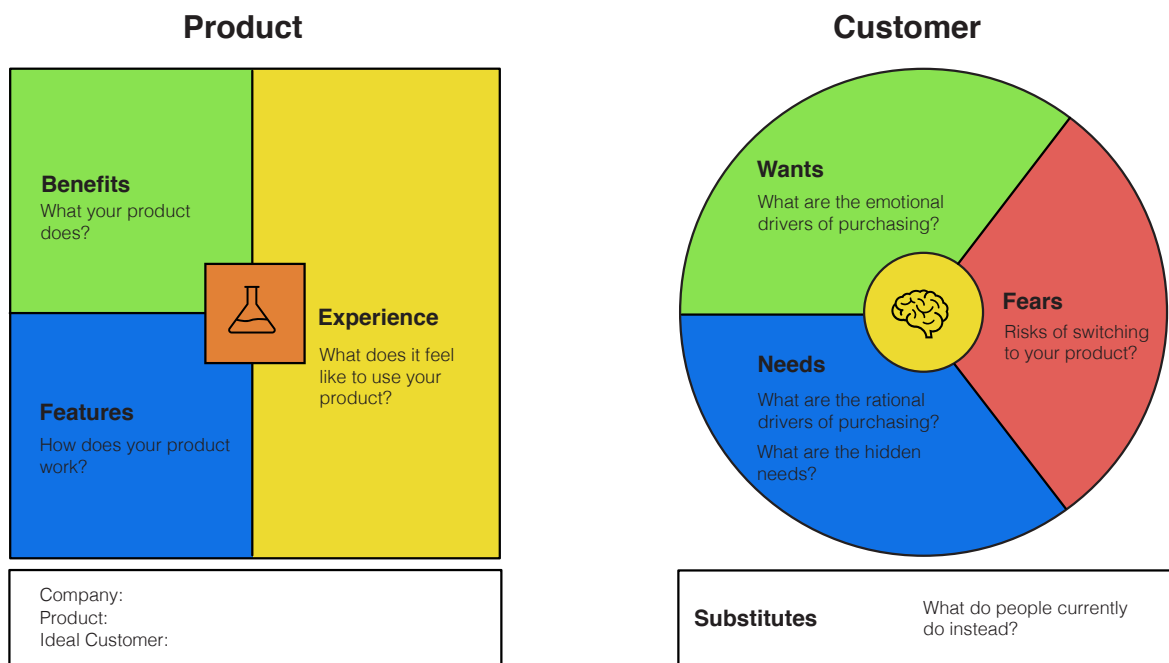 Product
Benefits
What your product
does?
Experience
What does it feel
like to use your
product?
Features
How does your product
work?
Company:
Product:
Ideal Customer:
Customer
Wants
What are the emotional
drivers of purchasing?
Fears
Risks of switching
to your product?
Needs
What are the rational
drivers of purchasing?
What are the hidden
needs?
Substitutes
What do people currently
do instead?